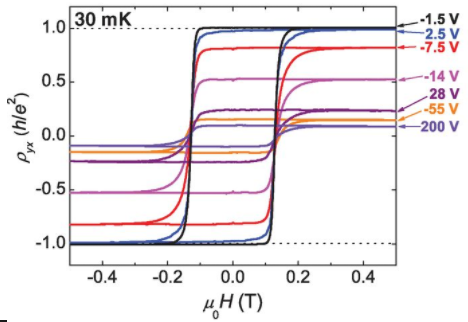 30 mK
1.0
0.5
0.0
-0.5
-1.0
ρyx (h/e²)
-0.4
-0.2
0.0
0.2
0.4
μ₀H (T)
-1.5 V
2.5 V
-7.5 V
-14 V
28 V
-55 V
200 V